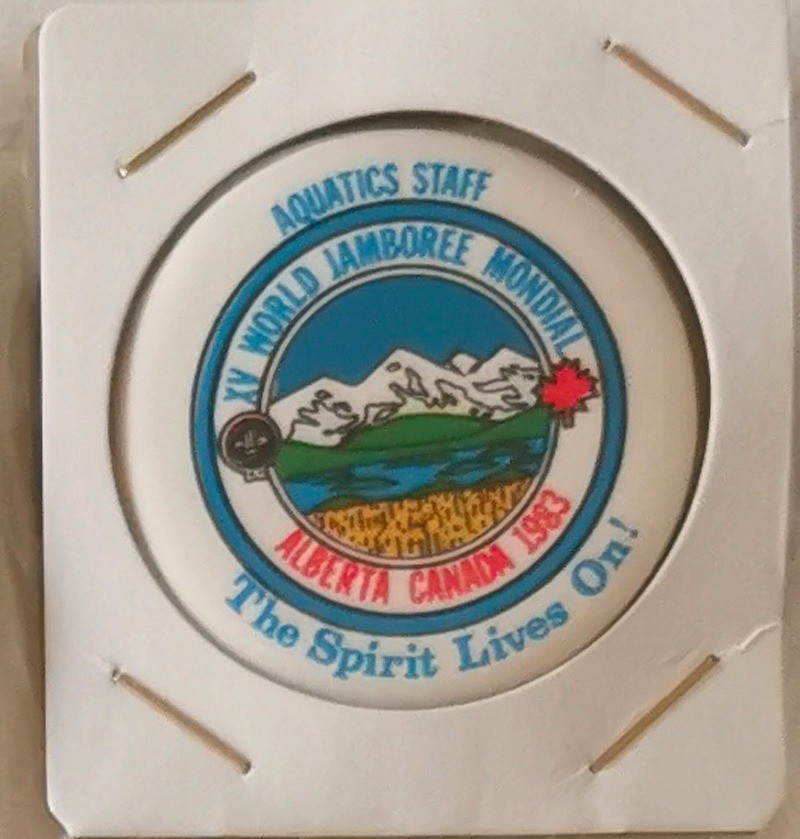 AQUATICS STAFF
XV WORLD JAMBOREE MONDIAL
ALBERTA CANADA 1983
The Spirit Lives On!